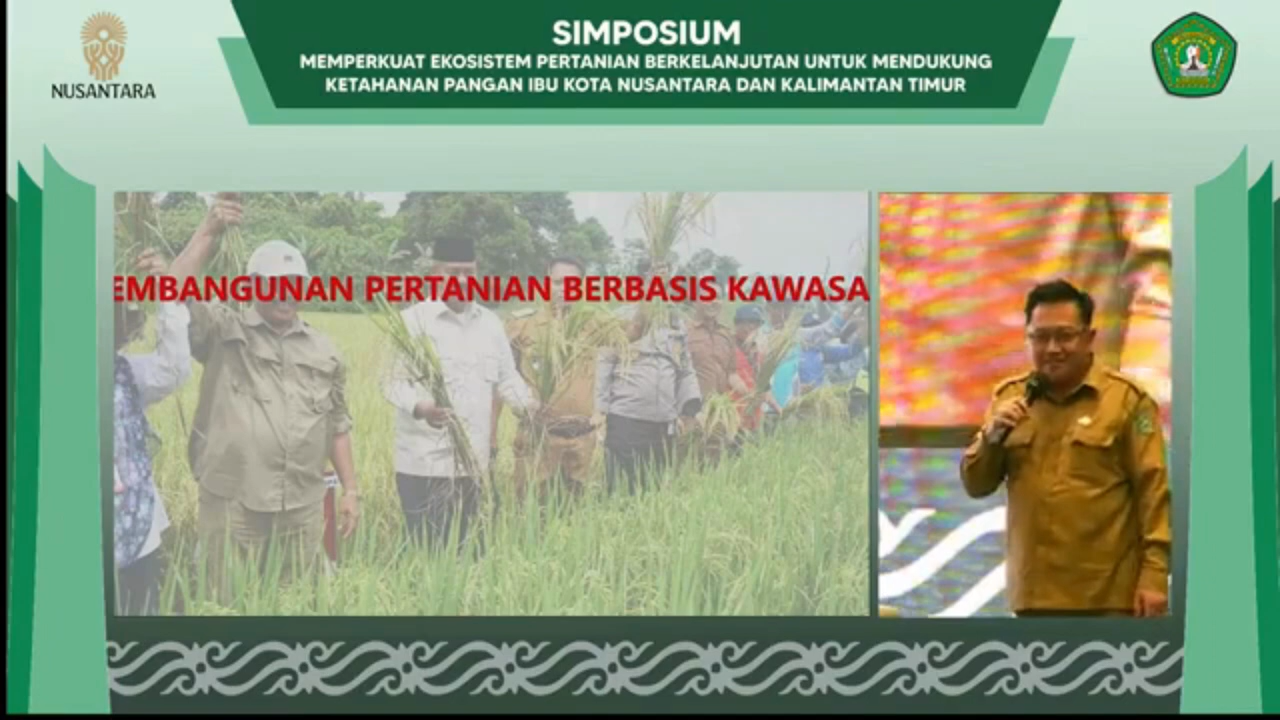 SIMPOSIUM
MEMPERKUAT EKOSISTEM PERTANIAN BERKELANJUTAN UNTUK MENDUKUNG
KETAHANAN PANGAN IBU KOTA NUSANTARA DAN KALIMANTAN TIMUR
NUSANTARA
EMBANGUNAN PERTANIAN BERBASIS KAWASA